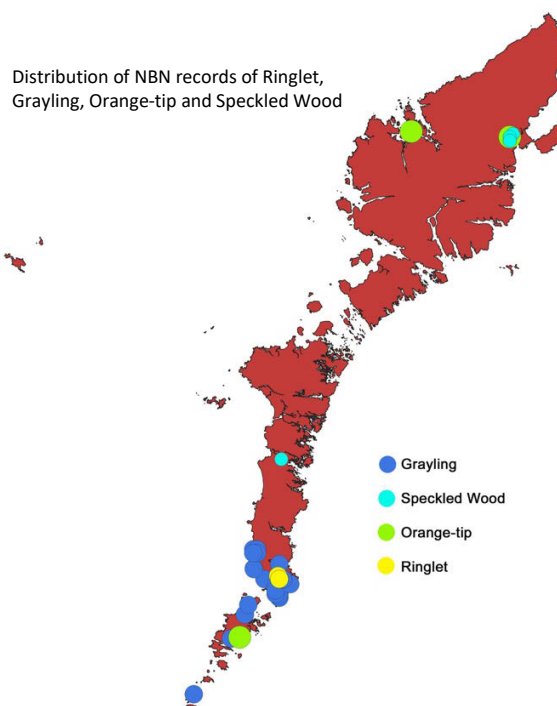 Distribution of NBN records of Ringlet,
Grayling, Orange-tip and Speckled Wood
Grayling
Speckled Wood
Orange-tip
Ringlet